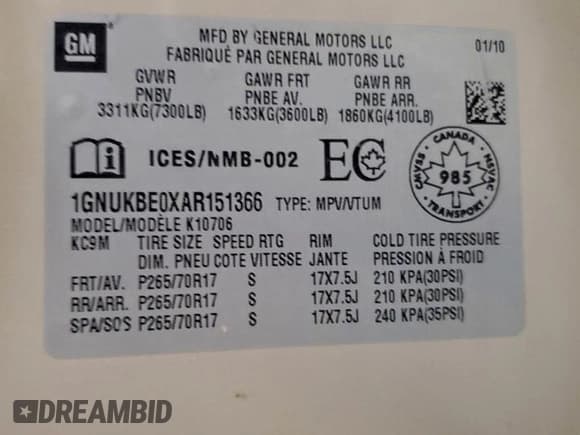 GM
MFD BY GENERAL MOTORS LLC
01/10
FABRIQUÉ PAR GENERAL MOTORS LLC
GVWR GAWR FRT GAWR RR
PNBV PNBE AV. PNBE ARR.
3311KG(7300LB) 1633KG(3600LB) 1860KG(4100LB)
ICES/NMB-002
EC
CANADA
CMVSS
NSVAC
985
TRANSPORT
1GNUKBE0XAR151366 TYPE: MPV/VTUM
MODEL/MODÈLE K10706
KC9M TIRE SIZE SPEED RTG RIM COLD TIRE PRESSURE
DIM. PNEU COTE VITESSE JANTE PRESSION À FROID
FRT/AV. P265/70R17 S 17X7.5J 210 KPA(30PSI)
RR/ARR. P265/70R17 S 17X7.5J 210 KPA(30PSI)
SPA/SOS P265/70R17 S 17X7.5J 240 KPA(35PSI)
DREAMBID